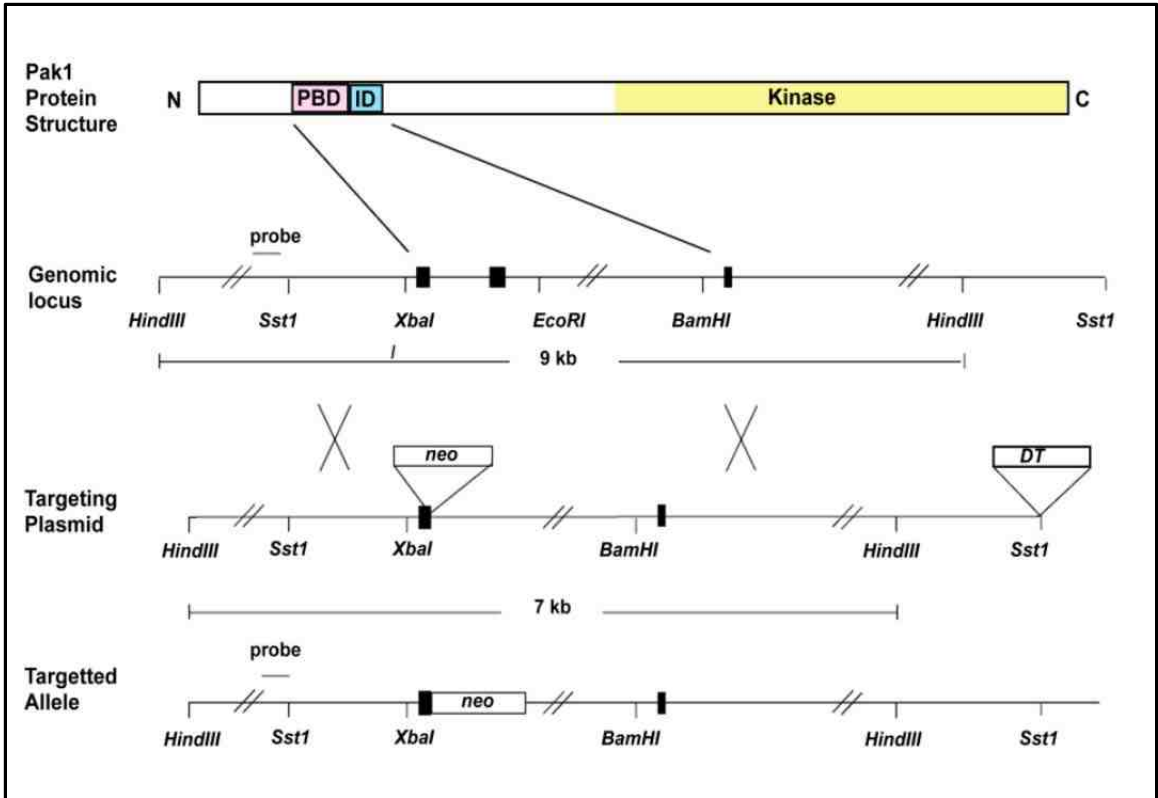 Pak1
Protein
Structure
N
PBD
ID
Kinase
C
probe
Genomic
locus
HindIII
Sst1
XbaI
EcoRI
BamHI
HindIII
Sst1
I
9 kb
neo
DT
Targeting
Plasmid
HindIII
Sst1
XbaI
BamHI
HindIII
Sst1
7 kb
probe
Targetted
Allele
neo
HindIII
Sst1
XbaI
BamHI
HindIII
Sst1